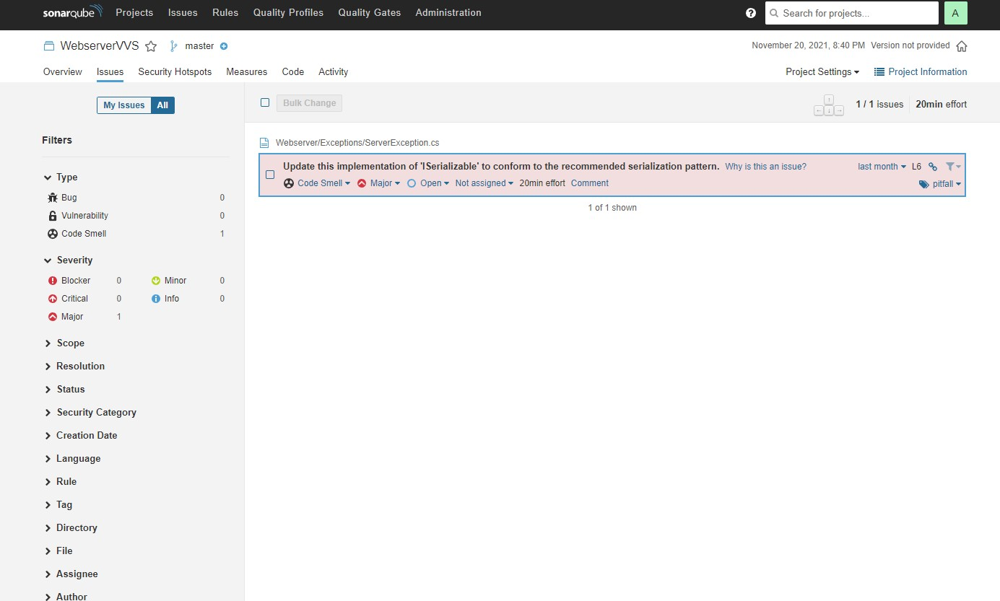 sonarqube Projects Issues Rules Quality Profiles Quality Gates Administration ? Search for projects... A
WebserverVVS master November 20, 2021, 8:40 PM Version not provided
Overview Issues Security Hotspots Measures Code Activity Project Settings Project Information
My Issues All
Bulk Change
1 / 1 issues 20min effort
Filters
Type
Bug 0
Vulnerability 0
Code Smell 1
Severity
Blocker 0 Minor 0
Critical 0 Info 0
Major 1
Scope
Resolution
Status
Security Category
Creation Date
Language
Rule
Tag
Directory
File
Assignee
Author
Webserver/Exceptions/ServerException.cs
Update this implementation of 'ISerializable' to conform to the recommended serialization pattern. Why is this an issue? last month L6
Code Smell Major Open Not assigned 20min effort Comment pitfall
1 of 1 shown